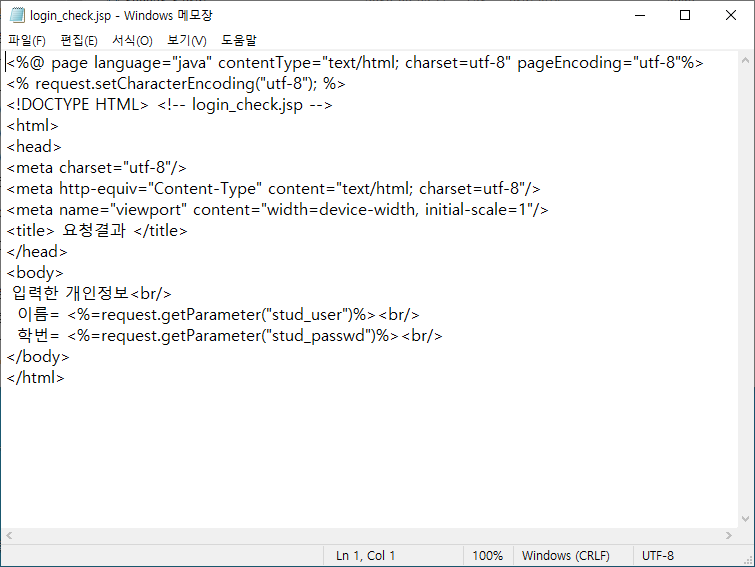 login_check.jsp - Windows 메모장
파일(F) 편집(E) 서식(O) 보기(V) 도움말
<%@ page language="java" contentType="text/html; charset=utf-8" pageEncoding="utf-8"%>
<% request.setCharacterEncoding("utf-8"); %>
<!DOCTYPE HTML> <!-- login_check.jsp -->
<html>
<head>
<meta charset="utf-8"/>
<meta http-equiv="Content-Type" content="text/html; charset=utf-8"/>
<meta name="viewport" content="width=device-width, initial-scale=1"/>
<title> 요청결과 </title>
</head>
<body>
입력한 개인정보<br/>
이름= <%=request.getParameter("stud_user")%><br/>
학번= <%=request.getParameter("stud_passwd")%><br/>
</body>
</html>
Ln 1, Col 1 100% Windows (CRLF) UTF-8